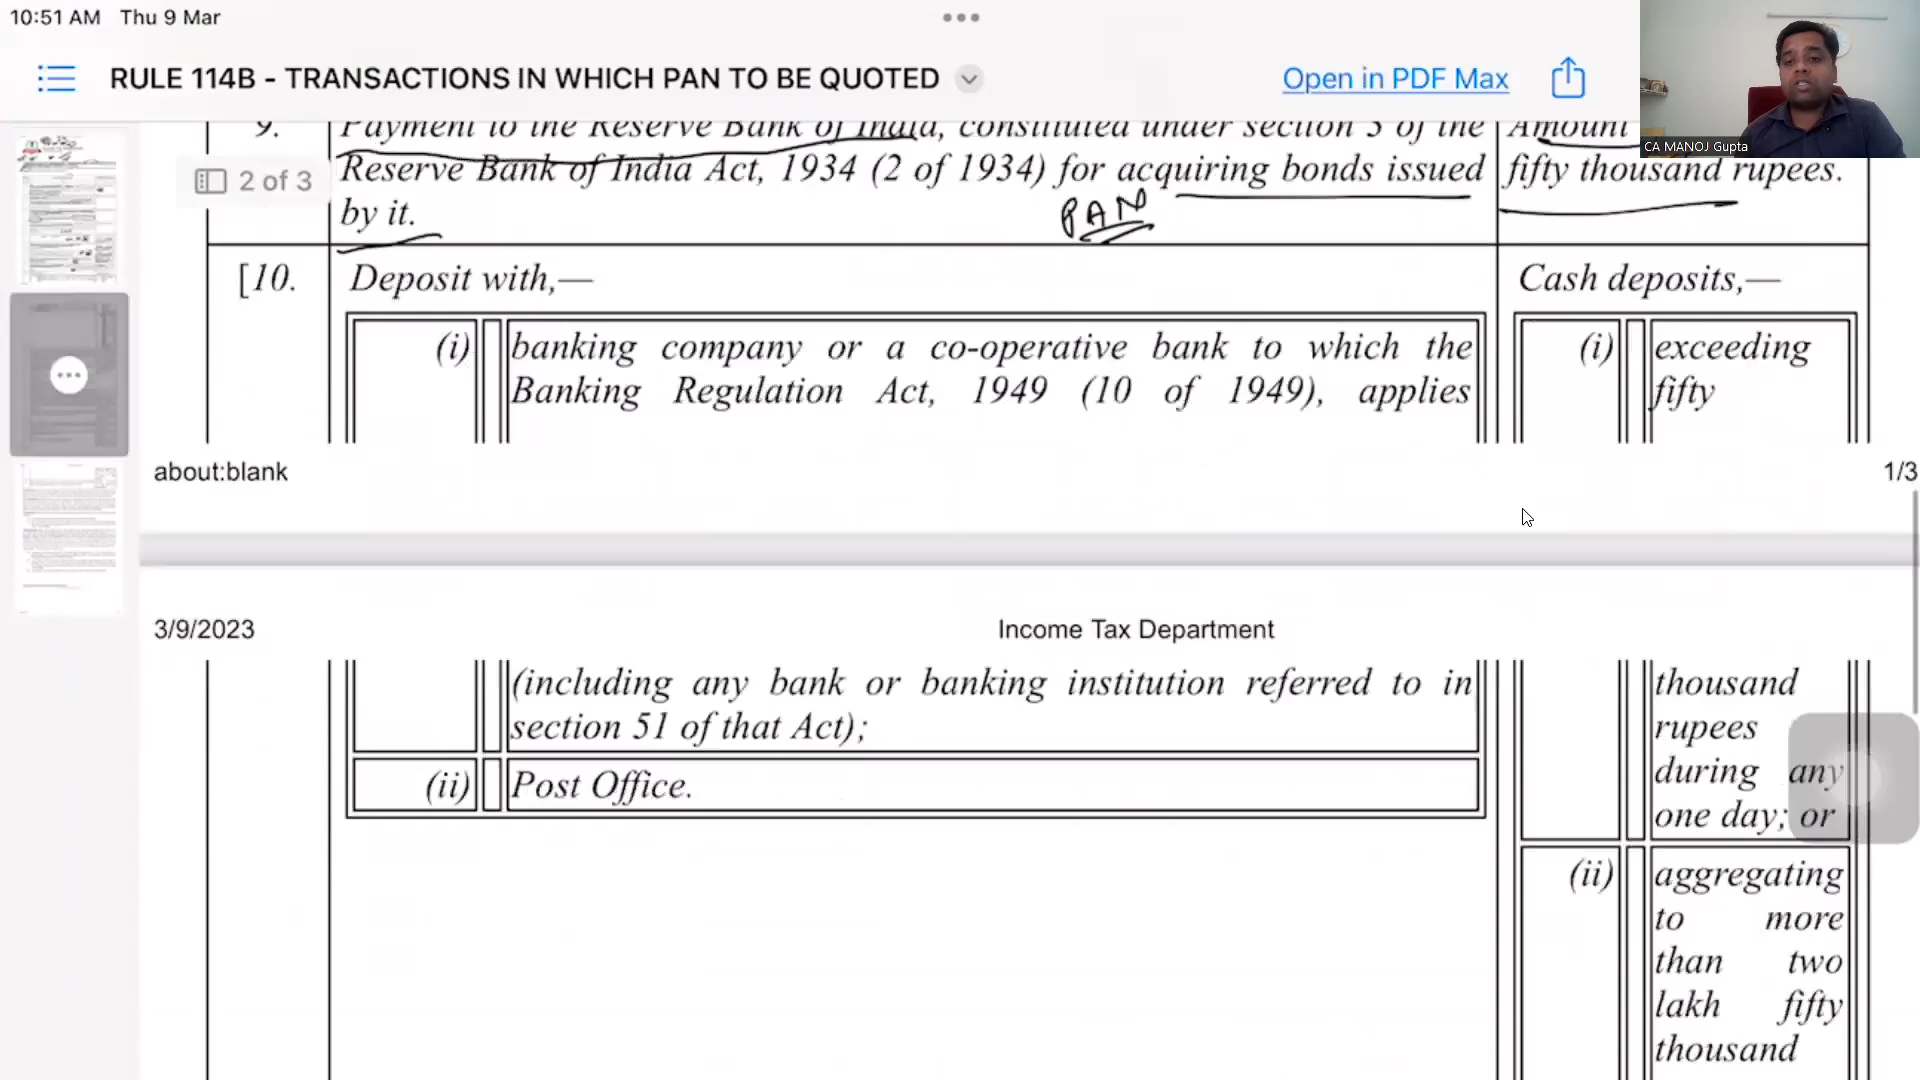 10:51 AM Thu 9 Mar
RULE 114B - TRANSACTIONS IN WHICH PAN TO BE QUOTED
Open in PDF Max
CA MANOJ Gupta
2 of 3
9. Payment to the Reserve Bank of India, constituted under section 3 of the
Reserve Bank of India Act, 1934 (2 of 1934) for acquiring bonds issued
by it.
PAN
Amount
fifty thousand rupees.
[10. Deposit with,—
(i) banking company or a co-operative bank to which the
Banking Regulation Act, 1949 (10 of 1949), applies
Cash deposits,—
(i) exceeding
fifty
about:blank
1/3
3/9/2023
Income Tax Department
(including any bank or banking institution referred to in
section 51 of that Act);
(ii) Post Office.
thousand
rupees
during any
one day; or
(ii) aggregating
to more
than two
lakh fifty
thousand